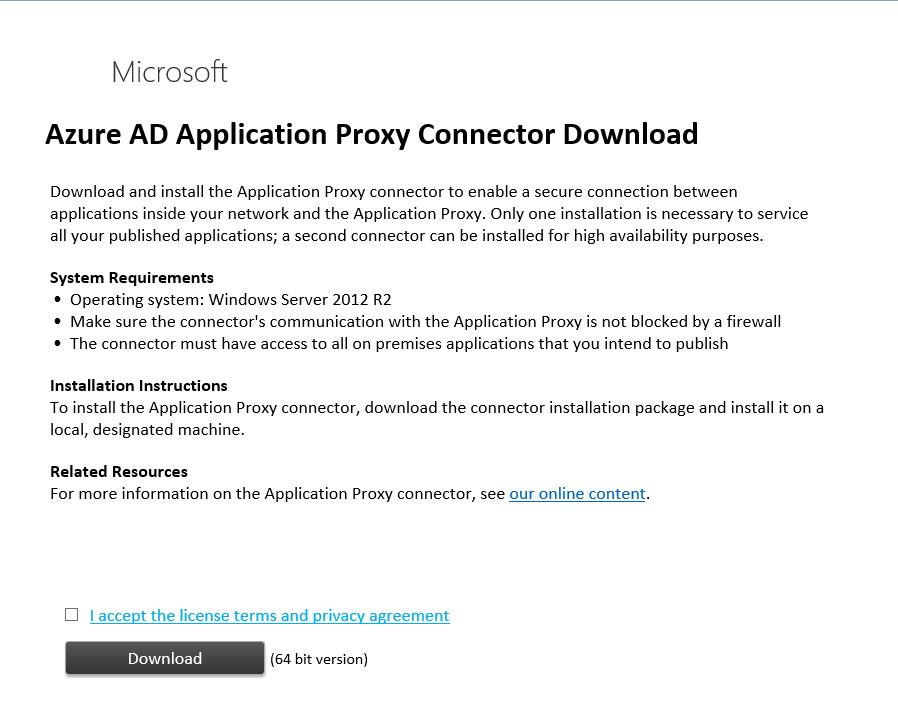 Microsoft
Azure AD Application Proxy Connector Download
Download and install the Application Proxy connector to enable a secure connection between
applications inside your network and the Application Proxy. Only one installation is necessary to service
all your published applications; a second connector can be installed for high availability purposes.
System Requirements
• Operating system: Windows Server 2012 R2
• Make sure the connector's communication with the Application Proxy is not blocked by a firewall
• The connector must have access to all on premises applications that you intend to publish
Installation Instructions
To install the Application Proxy connector, download the connector installation package and install it on a
local, designated machine.
Related Resources
For more information on the Application Proxy connector, see our online content.
I accept the license terms and privacy agreement
Download (64 bit version)